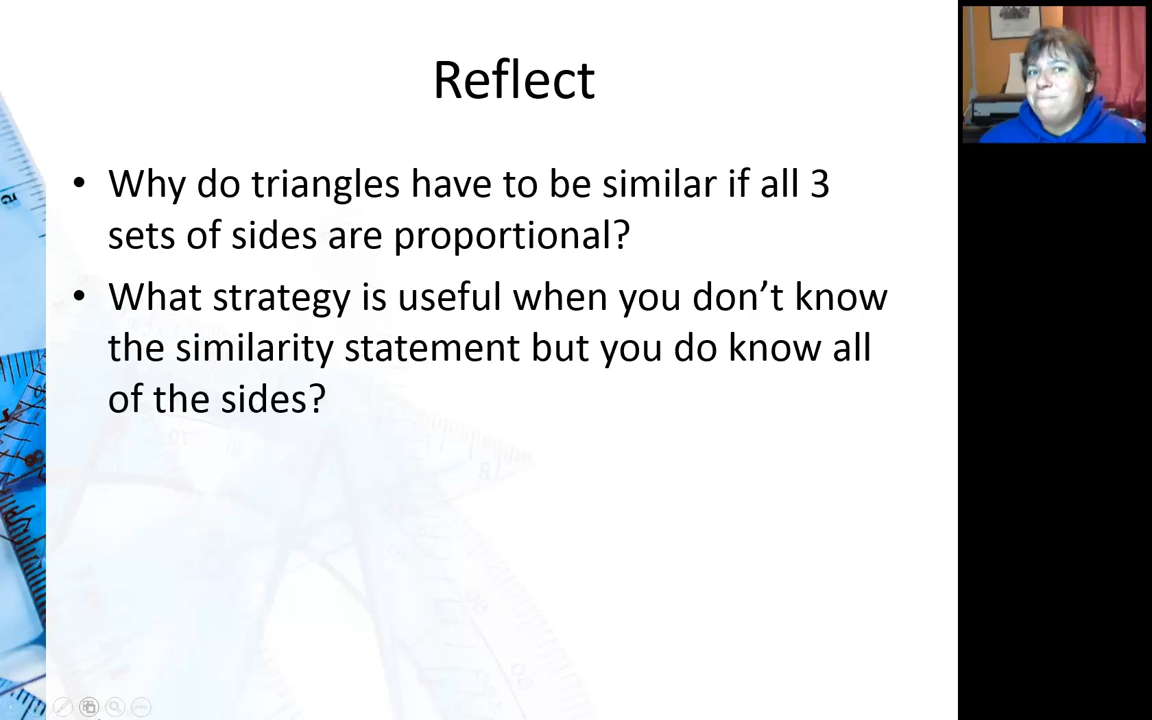 Reflect
• Why do triangles have to be similar if all 3
sets of sides are proportional?
• What strategy is useful when you don’t know
the similarity statement but you do know all
of the sides?